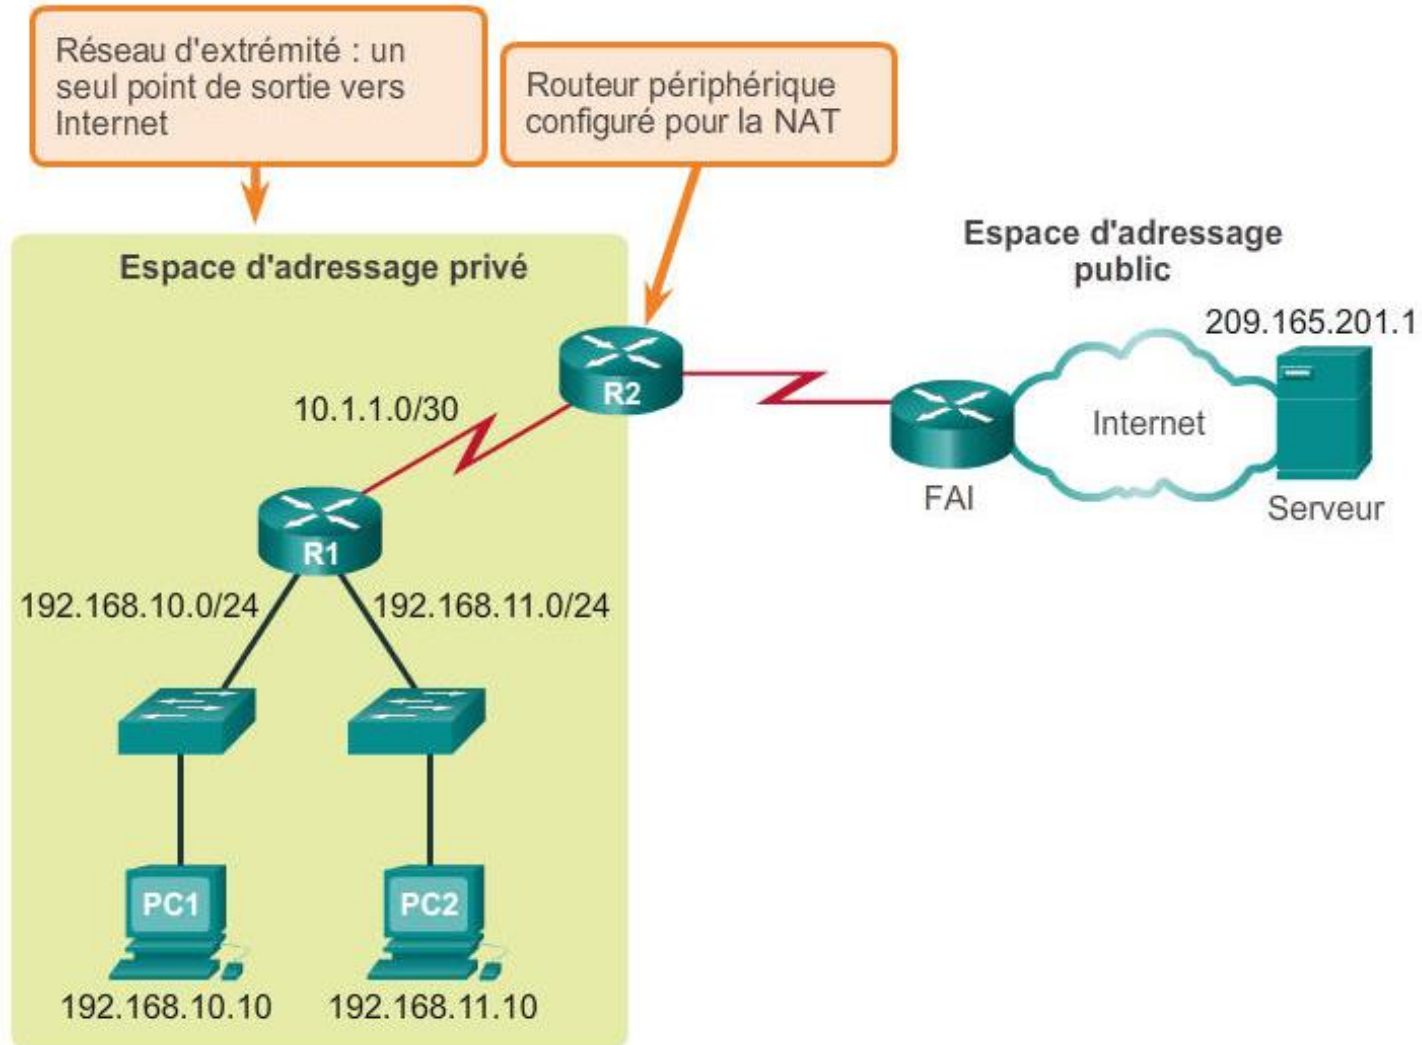 Réseau d'extrémité : un
seul point de sortie vers
Internet
Routeur périphérique
configuré pour la NAT
Espace d'adressage privé
Espace d'adressage
public
209.165.201.1
R2
10.1.1.0/30
Internet
FAI
Serveur
R1
192.168.10.0/24
192.168.11.0/24
PC1
PC2
192.168.10.10
192.168.11.10